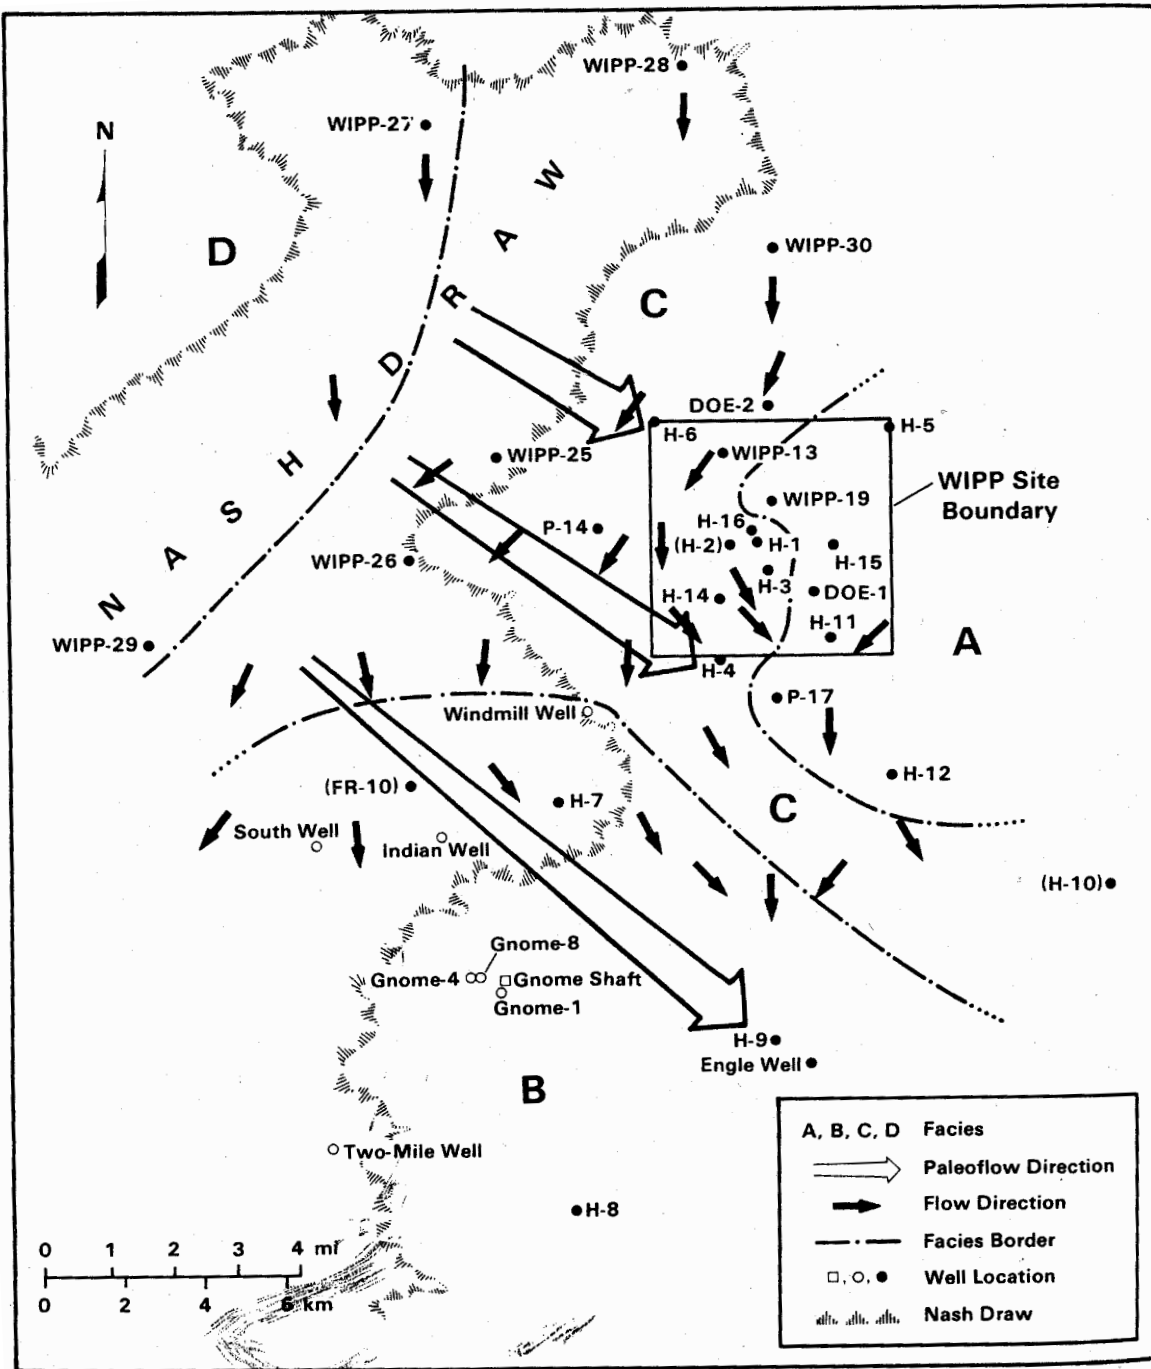 WIPP-28
WIPP-27
N
D
NASH DRAW
WIPP-30
C
DOE-2
H-6
H-5
WIPP-13
WIPP-25
WIPP Site
Boundary
WIPP-19
P-14
H-16
(H-2)
H-1
H-15
WIPP-26
H-3
H-14
DOE-1
H-11
WIPP-29
A
H-4
P-17
Windmill Well
H-12
(FR-10)
H-7
C
South Well
Indian Well
(H-10)
Gnome-8
Gnome-4
Gnome Shaft
Gnome-1
H-9
Engle Well
B
Two-Mile Well
H-8
A, B, C, D Facies
Paleoflow Direction
Flow Direction
Facies Border
Well Location
Nash Draw
0 1 2 3 4 mi
0 2 4 6 km